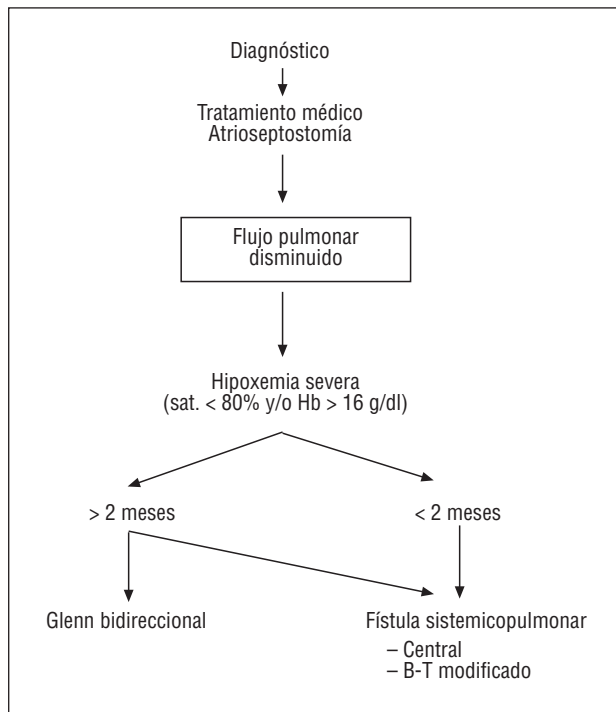 Diagnóstico
Tratamiento médico
Atrioseptostomía
Flujo pulmonar
disminuido
Hipoxemia severa
(sat. < 80% y/o Hb > 16 g/dl)
> 2 meses
< 2 meses
Glenn bidireccional
Fístula sistemicopulmonar
– Central
– B-T modificado